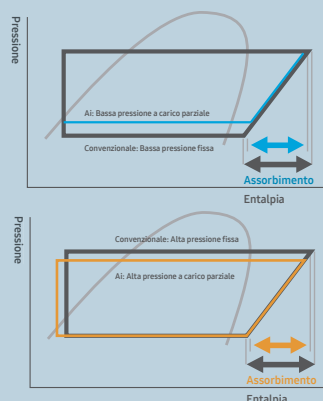 Pressione
Ai: Bassa pressione a carico parziale
Convenzionale: Bassa pressione fissa
Assorbimento
Entalpia
Pressione
Convenzionale: Alta pressione fissa
Ai: Alta pressione a carico parziale
Assorbimento
Entalpia